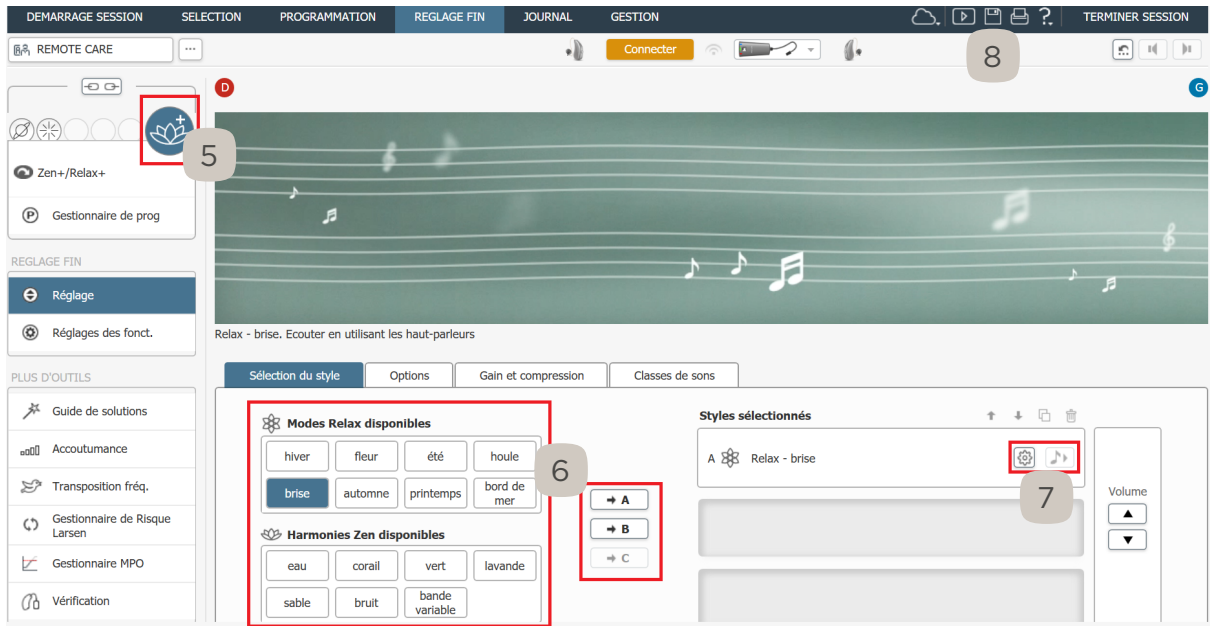 DEMARRAGE SESSION SELECTION PROGRAMMATION REGLAGE FIN JOURNAL GESTION ? TERMINER SESSION
REMOTE CARE ... Connecter
8
D G
5
Zen+/Relax+
P Gestionnaire de prog
REGLAGE FIN
Réglage
Réglages des fonct.
Relax - brise. Ecouter en utilisant les haut-parleurs
PLUS D'OUTILS
Guide de solutions
Accoutumance
Transposition fréq.
Gestionnaire de Risque
Larsen
Gestionnaire MPO
Vérification
Sélection du style Options Gain et compression Classes de sons
Modes Relax disponibles
hiver fleur été houle
brise automne printemps bord de
mer
Harmonies Zen disponibles
eau corail vert lavande
sable bruit bande
variable
6
A
B
C
Styles sélectionnés
A Relax - brise
7
Volume